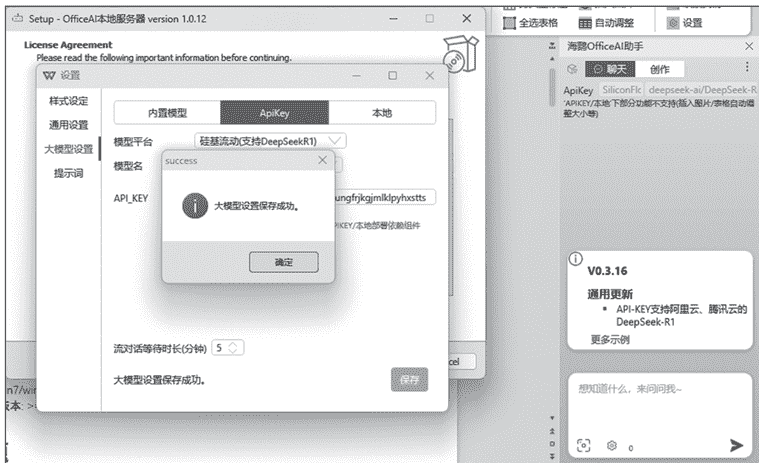 Setup - OfficeAI本地服务器 version 1.0.12
License Agreement
Please read the following important information before continuing.
设置
样式设定
通用设置
大模型设置
提示词
内置模型
ApiKey
本地
模型平台
硅基流动(支持DeepSeekR1)
模型名
API_KEY
ungfrjkgjmlklpyhxstts
PIKEY/本地部署依赖组件
success
大模型设置保存成功。
确定
流对话等待时长(分钟)
5
大模型设置保存成功。
保存
cel
n7/win
版本: >=
全选表格
自动调整
设置
海鹦OfficeAI助手
聊天
创作
ApiKey
SiliconFlo
deepseek-ai/DeepSeek-R
'APIKEY/本地'下部分功能不支持(插入图片/表格自动调
整大小等)
V0.3.16
通用更新
API-KEY支持阿里云、腾讯云的
DeepSeek-R1
更多示例
想知道什么，来问问我~
0